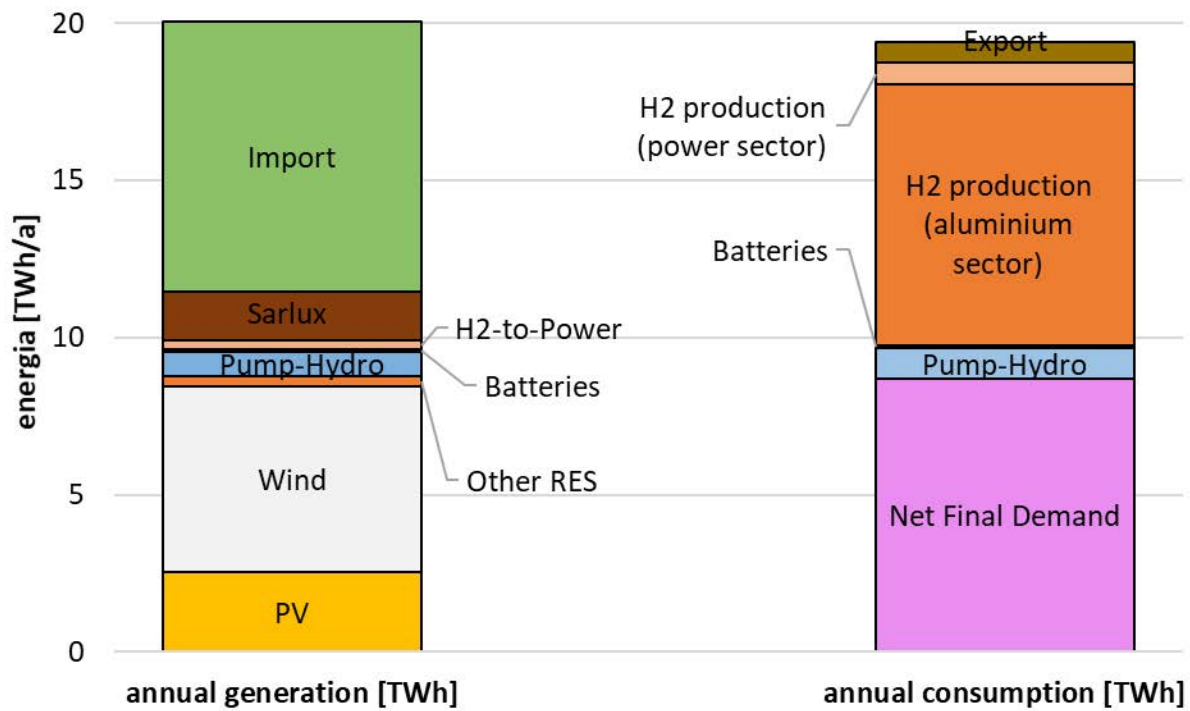 20
15
10
5
0
energia [TWh/a]
Import
Sarlux
H2-to-Power
Pump-Hydro
Batteries
Wind
Other RES
PV
annual generation [TWh]
Export
H2 production
(power sector)
H2 production
(aluminium
sector)
Batteries
Pump-Hydro
Net Final Demand
annual consumption [TWh]